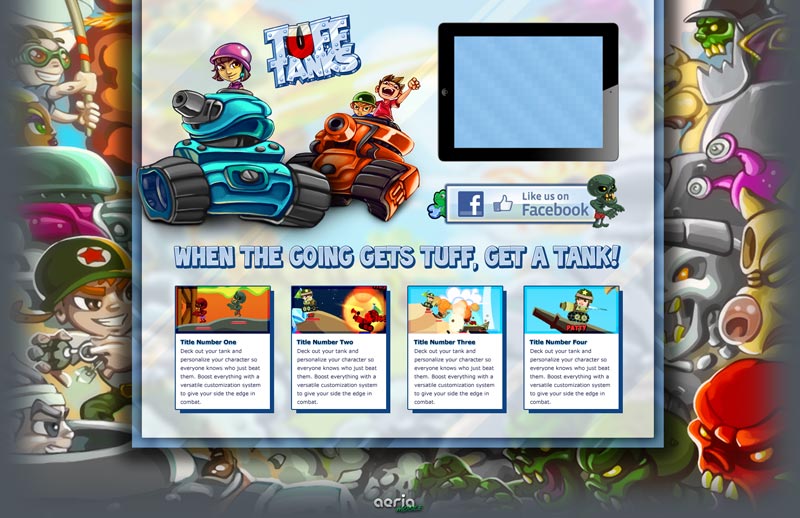 TUFF
TANKS
Like us on
Facebook
WHEN THE GOING GETS TUFF, GET A TANK!
Title Number One
Deck out your tank and
personalize your character so
everyone knows who just beat
them. Boost everything with a
versatile customization system
to give your side the edge in
combat.
Title Number Two
Deck out your tank and
personalize your character so
everyone knows who just beat
them. Boost everything with a
versatile customization system
to give your side the edge in
combat.
Title Number Three
Deck out your tank and
personalize your character so
everyone knows who just beat
them. Boost everything with a
versatile customization system
to give your side the edge in
combat.
PATTY
Title Number Four
Deck out your tank and
personalize your character so
everyone knows who just beat
them. Boost everything with a
versatile customization system
to give your side the edge in
combat.
aeria